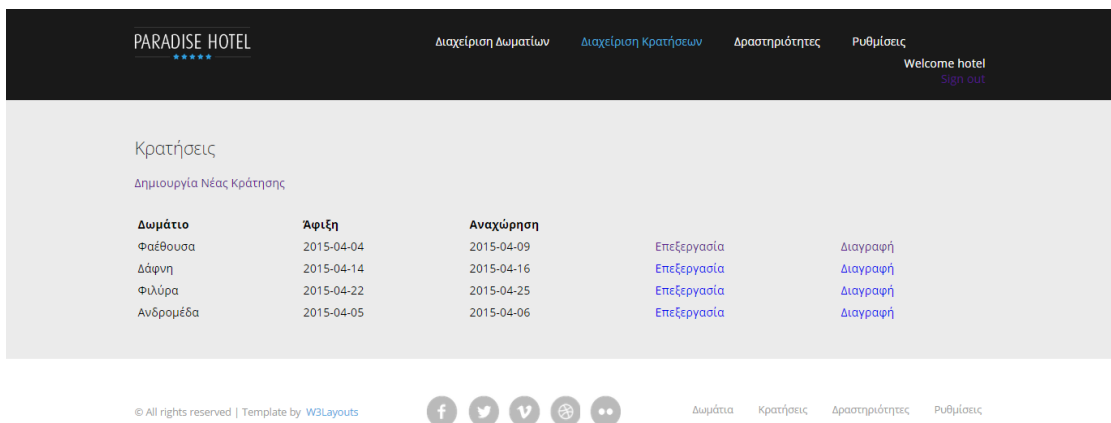 PARADISE HOTEL
Διαχείριση Δωματίων Διαχείριση Κρατήσεων Δραστηριότητες Ρυθμίσεις
Welcome hotel
Sign out
Κρατήσεις
Δημιουργία Νέας Κράτησης
Δωμάτιο Άφιξη Αναχώρηση
Φαέθουσα 2015-04-04 2015-04-09 Επεξεργασία Διαγραφή
Δάφνη 2015-04-14 2015-04-16 Επεξεργασία Διαγραφή
Φιλύρα 2015-04-22 2015-04-25 Επεξεργασία Διαγραφή
Ανδρομέδα 2015-04-05 2015-04-06 Επεξεργασία Διαγραφή
© All rights reserved | Template by W3Layouts
Δωμάτια Κρατήσεις Δραστηριότητες Ρυθμίσεις